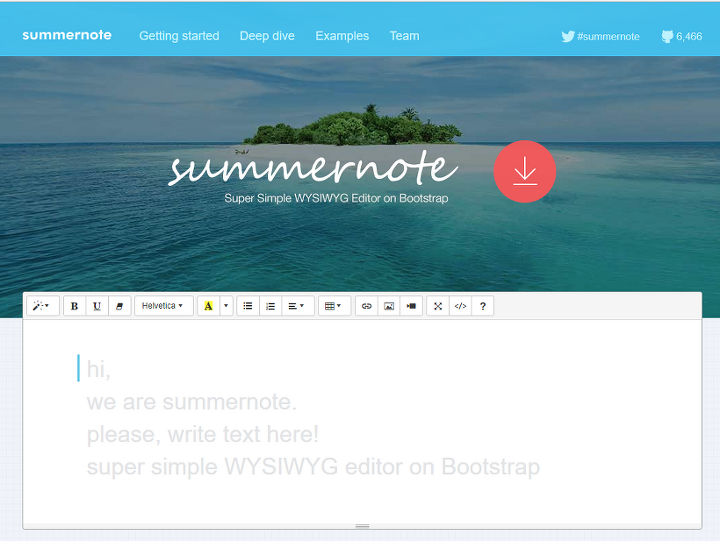 summernote Getting started Deep dive Examples Team #summernote 6,466
summernote
Super Simple WYSIWYG Editor on Bootstrap
B U Helvetica A </> ?
hi,
we are summernote.
please, write text here!
super simple WYSIWYG editor on Bootstrap